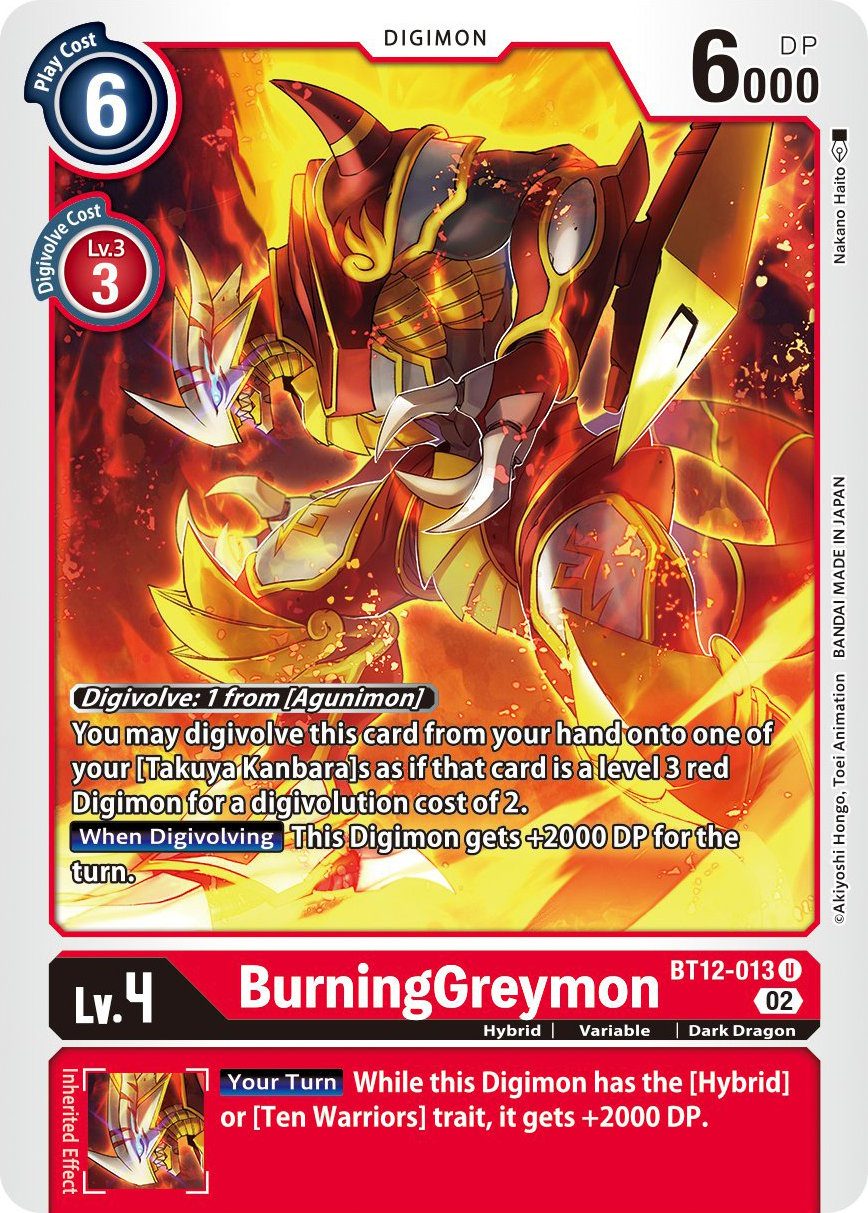 DIGIMON
Play Cost
6
DP
6000
Digivolve Cost
Lv.3
3
Nakano Haito
Digivolve: 1 from [Agunimon]
You may digivolve this card from your hand onto one of
your [Takuya Kanbara]s as if that card is a level 3 red
Digimon for a digivolution cost of 2.
When Digivolving This Digimon gets +2000 DP for the
turn.
©Akiyoshi Hongo, Toei Animation BANDAI MADE IN JAPAN
Lv.4
BurningGreymon
BT12-013 U
02
Hybrid | Variable | Dark Dragon
Inherited Effect
Your Turn While this Digimon has the [Hybrid]
or [Ten Warriors] trait, it gets +2000 DP.